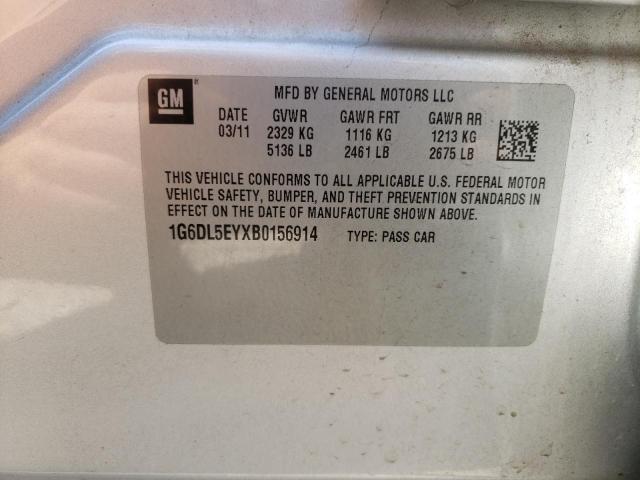 GM
MFD BY GENERAL MOTORS LLC
DATE GVWR GAWR FRT GAWR RR
03/11 2329 KG 1116 KG 1213 KG
5136 LB 2461 LB 2675 LB
THIS VEHICLE CONFORMS TO ALL APPLICABLE U.S. FEDERAL MOTOR
VEHICLE SAFETY, BUMPER, AND THEFT PREVENTION STANDARDS IN
EFFECT ON THE DATE OF MANUFACTURE SHOWN ABOVE.
1G6DL5EYXB0156914 TYPE: PASS CAR